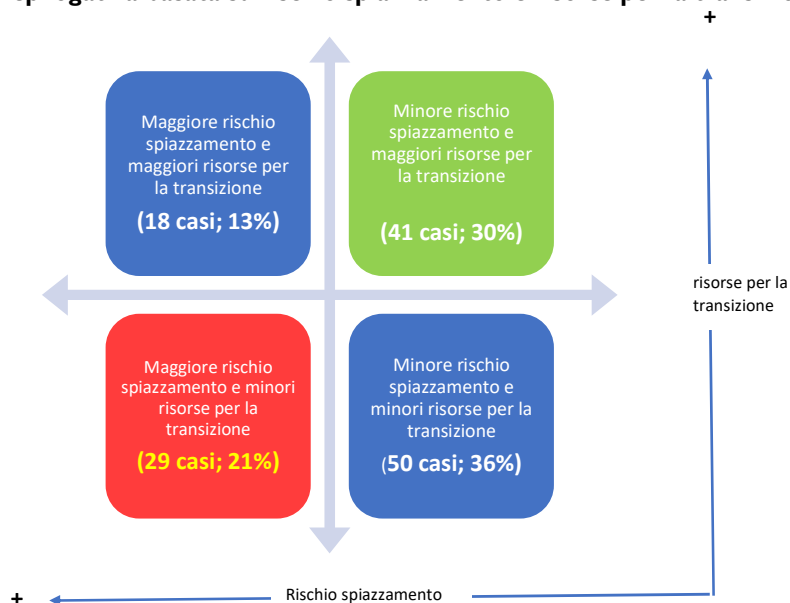 +
Maggiore rischio
spiazzamento e
maggiori risorse per
la transizione
(18 casi; 13%)
Minore rischio
spiazzamento e
maggiori risorse per
la transizione
(41 casi; 30%)
risorse per la
transizione
Maggiore rischio
spiazzamento e minori
risorse per la
transizione
(29 casi; 21%)
Minore rischio
spiazzamento e
minori risorse per la
transizione
(50 casi; 36%)
+
Rischio spiazzamento